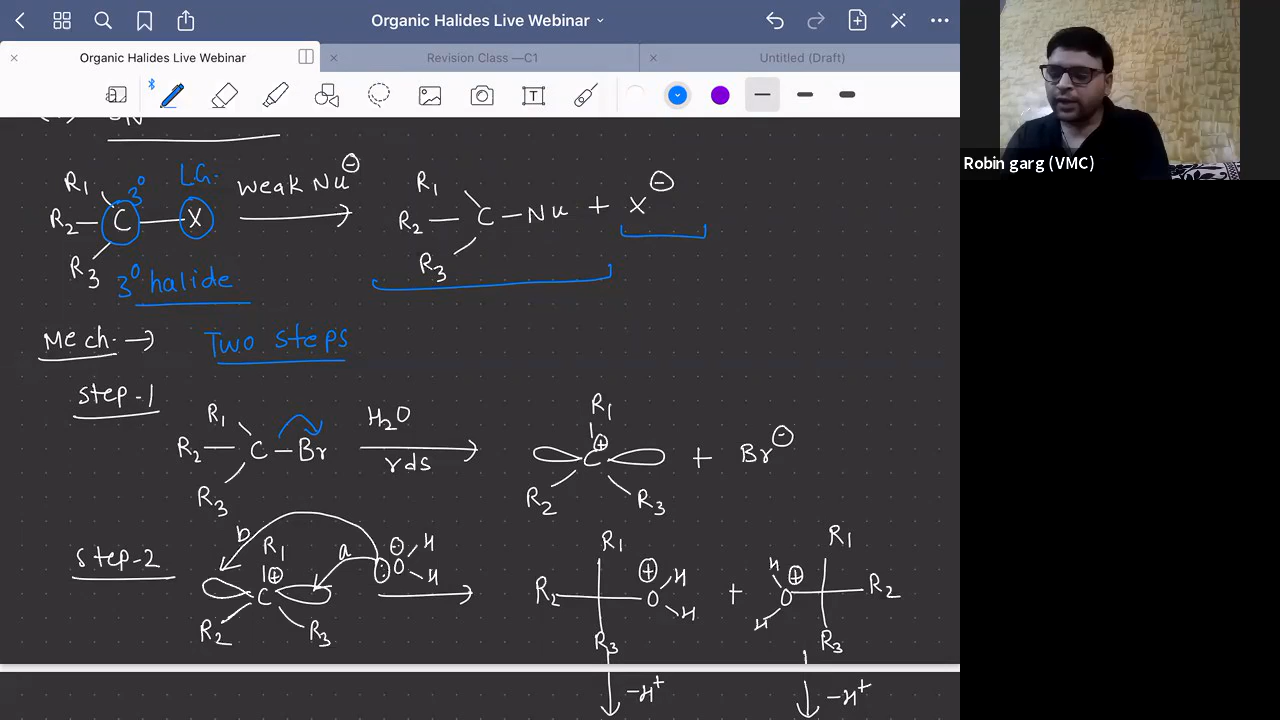 Organic Halides Live Webinar
Organic Halides Live Webinar
Revision Class —C1
Untitled (Draft)
Robin garg (VMC)
SN
R1
R2 — C — X
R3
3°
LG.
weak Nu⊖
R1
R2 — C — Nu + X⊖
R3
3° halide
Mech. → Two steps
Step-1
R1
R2 — C — Br
R3
H2O
rds
R1
C⊕
R2 R3
+ Br⊖
Step-2
b
a
R1
C⊕
R2 R3
O H
H
R1
R2 O⊕ H
H
R3
+
R1
H O⊕ R2
H
R3
-H+
-H+